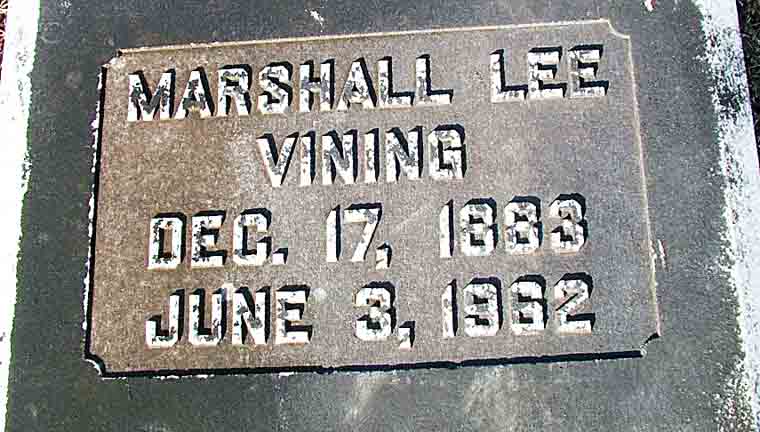 MARSHALL LEE
VINING
DEC. 17, 1883
JUNE 3, 1962